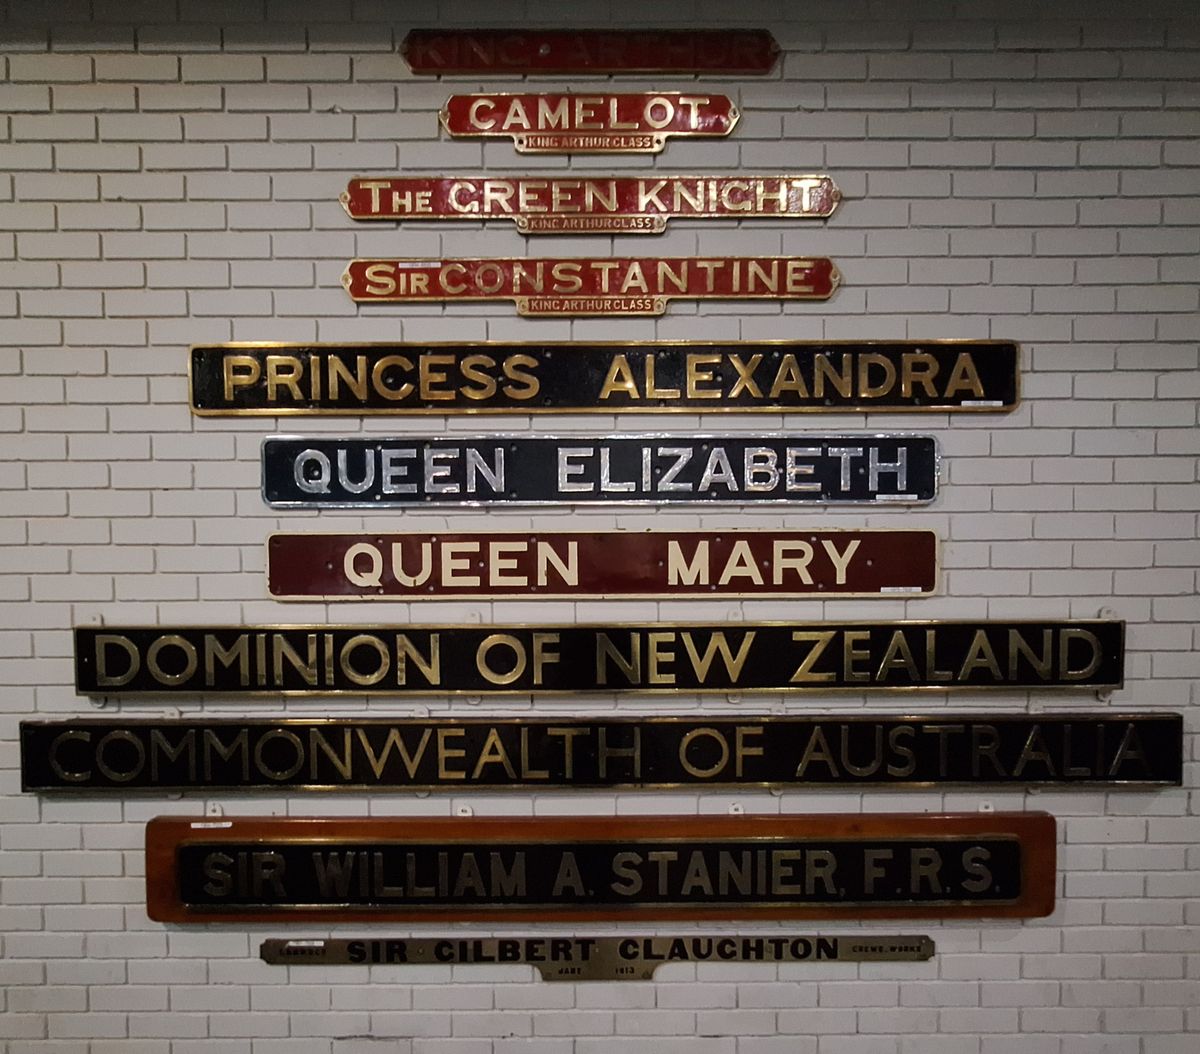 KING ARTHUR
CAMELOT
KING ARTHUR CLASS
THE GREEN KNIGHT
KING ARTHUR CLASS
SIR CONSTANTINE
KING ARTHUR CLASS
PRINCESS ALEXANDRA
QUEEN ELIZABETH
QUEEN MARY
DOMINION OF NEW ZEALAND
COMMONWEALTH OF AUSTRALIA
SIR WILLIAM A. STANIER, F.R.S.
SIR GILBERT CLAUGHTON CREWE WORKS
1913